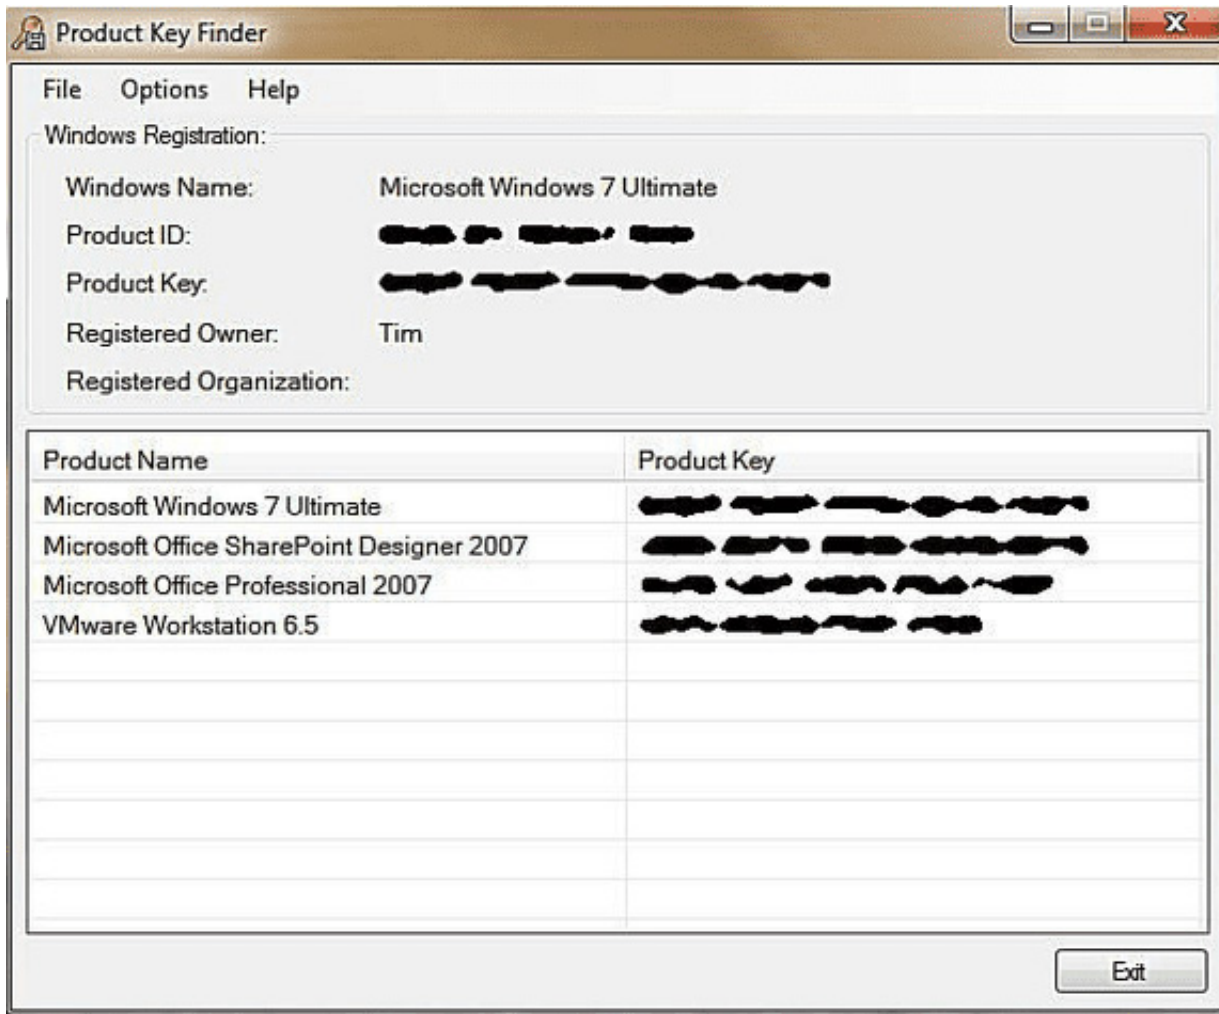 Product Key Finder
File Options Help
Windows Registration:
Windows Name: Microsoft Windows 7 Ultimate
Product ID:
Product Key:
Registered Owner: Tim
Registered Organization:
Product Name Product Key
Microsoft Windows 7 Ultimate
Microsoft Office SharePoint Designer 2007
Microsoft Office Professional 2007
VMware Workstation 6.5
Exit